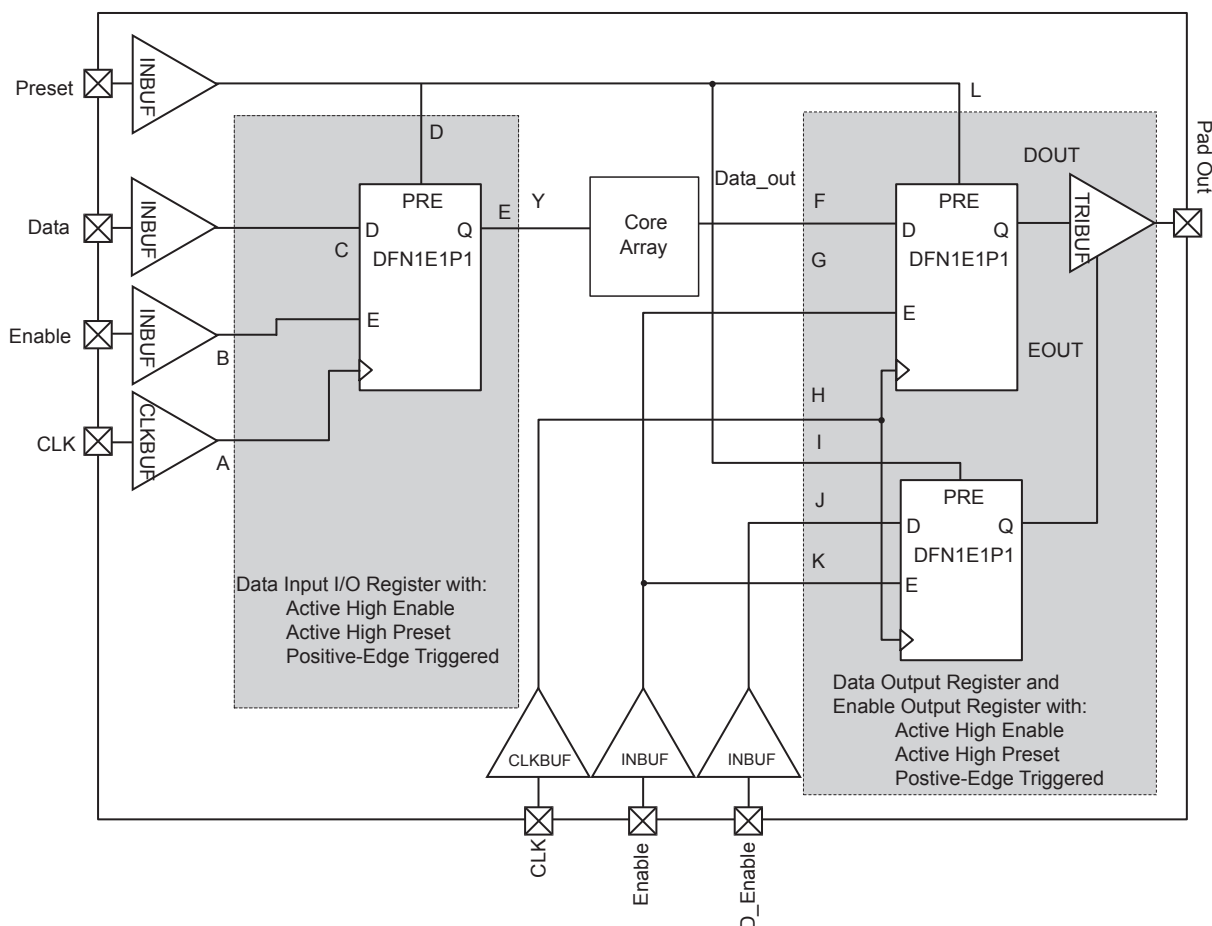 Preset
INBUF
L
D
Pad Out
DOUT
Data
INBUF
PRE
D
Q
C
DFN1E1P1
E
E
Y
Core
Array
Data_out
F
G
PRE
D
Q
DFN1E1P1
E
TRIBUF
EOUT
Enable
INBUF
B
CLK
CLKBUF
A
H
I
J
K
PRE
D
Q
DFN1E1P1
E
Data Input I/O Register with:
Active High Enable
Active High Preset
Positive-Edge Triggered
Data Output Register and
Enable Output Register with:
Active High Enable
Active High Preset
Postive-Edge Triggered
CLKBUF
INBUF
INBUF
CLK
Enable
D_Enable